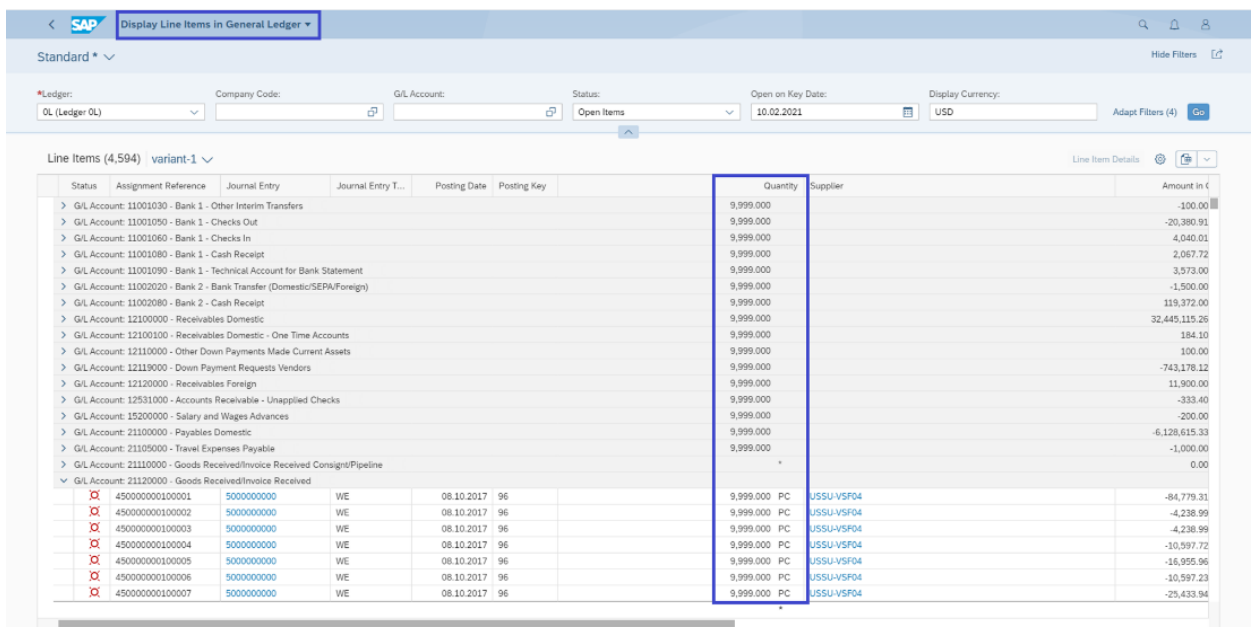 SAP Display Line Items in General Ledger
Standard *
Hide Filters
*Ledger: Company Code: G/L Account: Status: Open on Key Date: Display Currency:
0L (Ledger 0L) Open Items 10.02.2021 USD Adapt Filters (4) Go
Line Items (4,594) variant-1 Line Item Details
Status Assignment Reference Journal Entry Journal Entry T... Posting Date Posting Key Quantity Supplier Amount in C
G/L Account: 11001030 - Bank 1 - Other Interim Transfers 9,999.000 -100.00
G/L Account: 11001050 - Bank 1 - Checks Out 9,999.000 -20,380.91
G/L Account: 11001060 - Bank 1 - Checks In 9,999.000 4,040.01
G/L Account: 11001080 - Bank 1 - Cash Receipt 9,999.000 2,067.72
G/L Account: 11001090 - Bank 1 - Technical Account for Bank Statement 9,999.000 3,573.00
G/L Account: 11002020 - Bank 2 - Bank Transfer (Domestic/SEPA/Foreign) 9,999.000 -1,500.00
G/L Account: 11002080 - Bank 2 - Cash Receipt 9,999.000 119,372.00
G/L Account: 12100000 - Receivables Domestic 9,999.000 32,445,115.26
G/L Account: 12100100 - Receivables Domestic - One Time Accounts 9,999.000 184.10
G/L Account: 12110000 - Other Down Payments Made Current Assets 9,999.000 100.00
G/L Account: 12119000 - Down Payment Requests Vendors 9,999.000 -743,178.12
G/L Account: 12120000 - Receivables Foreign 9,999.000 11,900.00
G/L Account: 12531000 - Accounts Receivable - Unapplied Checks 9,999.000 -333.40
G/L Account: 15200000 - Salary and Wages Advances 9,999.000 -200.00
G/L Account: 21100000 - Payables Domestic 9,999.000 -6,128,615.33
G/L Account: 21105000 - Travel Expenses Payable 9,999.000 -1,000.00
G/L Account: 21110000 - Goods Received/Invoice Received Consignt/Pipeline * 0.00
G/L Account: 21120000 - Goods Received/Invoice Received
450000000100001 5000000000 WE 08.10.2017 96 9,999.000 PC USSU-VSF04 -84,779.31
450000000100002 5000000000 WE 08.10.2017 96 9,999.000 PC USSU-VSF04 -4,238.99
450000000100003 5000000000 WE 08.10.2017 96 9,999.000 PC USSU-VSF04 -4,238.99
450000000100004 5000000000 WE 08.10.2017 96 9,999.000 PC USSU-VSF04 -10,597.72
450000000100005 5000000000 WE 08.10.2017 96 9,999.000 PC USSU-VSF04 -16,955.96
450000000100006 5000000000 WE 08.10.2017 96 9,999.000 PC USSU-VSF04 -10,597.23
450000000100007 5000000000 WE 08.10.2017 96 9,999.000 PC USSU-VSF04 -25,433.94
*